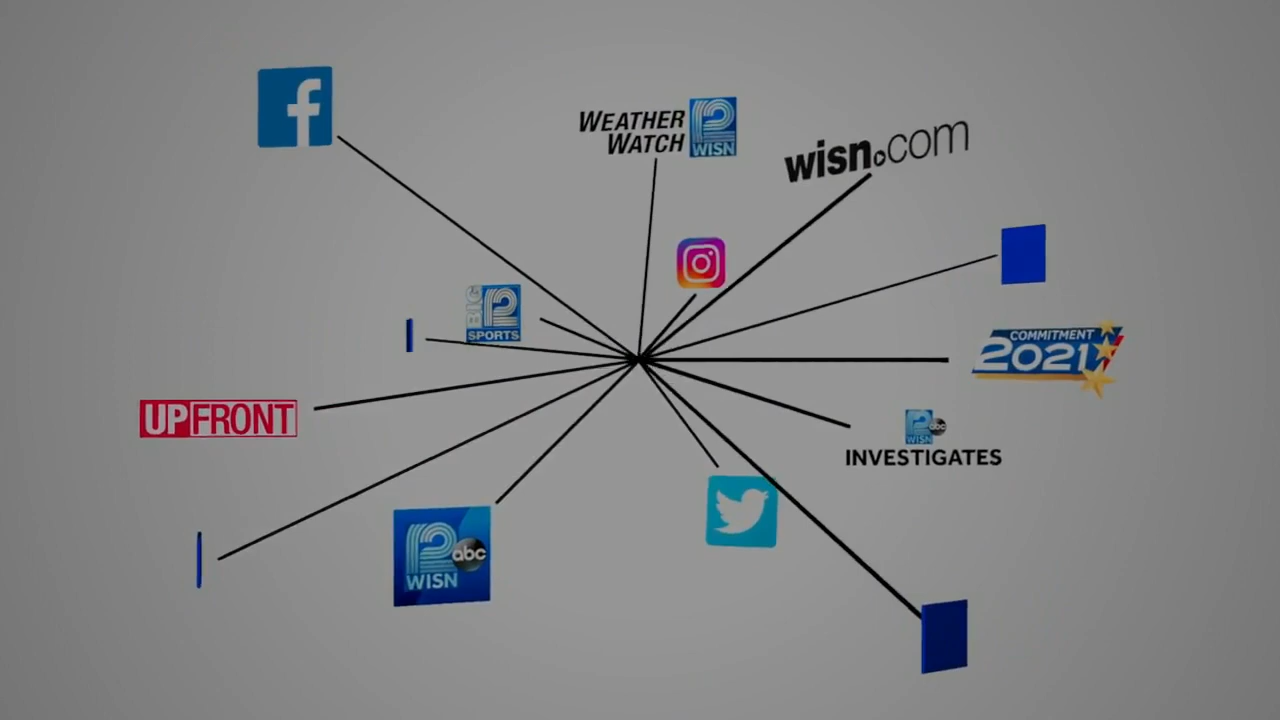 f
WEATHER
WATCH
12
WISN
wisn.com
BIG
12
SPORTS
COMMITMENT
2021
UPFRONT
12
WISN
abc
INVESTIGATES
12
abc
WISN